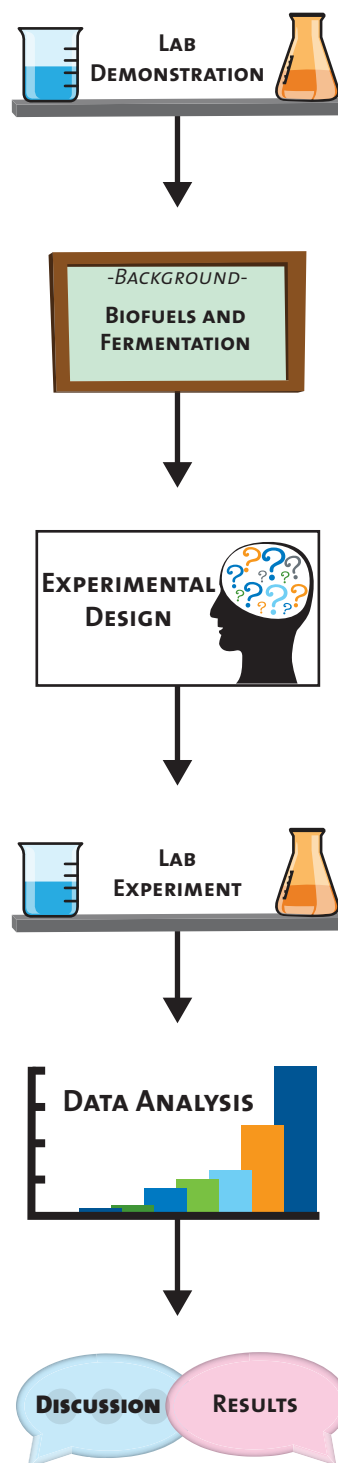 LAB
DEMONSTRATION
-BACKGROUND-
BIOFUELS AND
FERMENTATION
EXPERIMENTAL
DESIGN
? ? ? ? ? ? ? ? ? ? ?
LAB
EXPERIMENT
DATA ANALYSIS
DISCUSSION
RESULTS